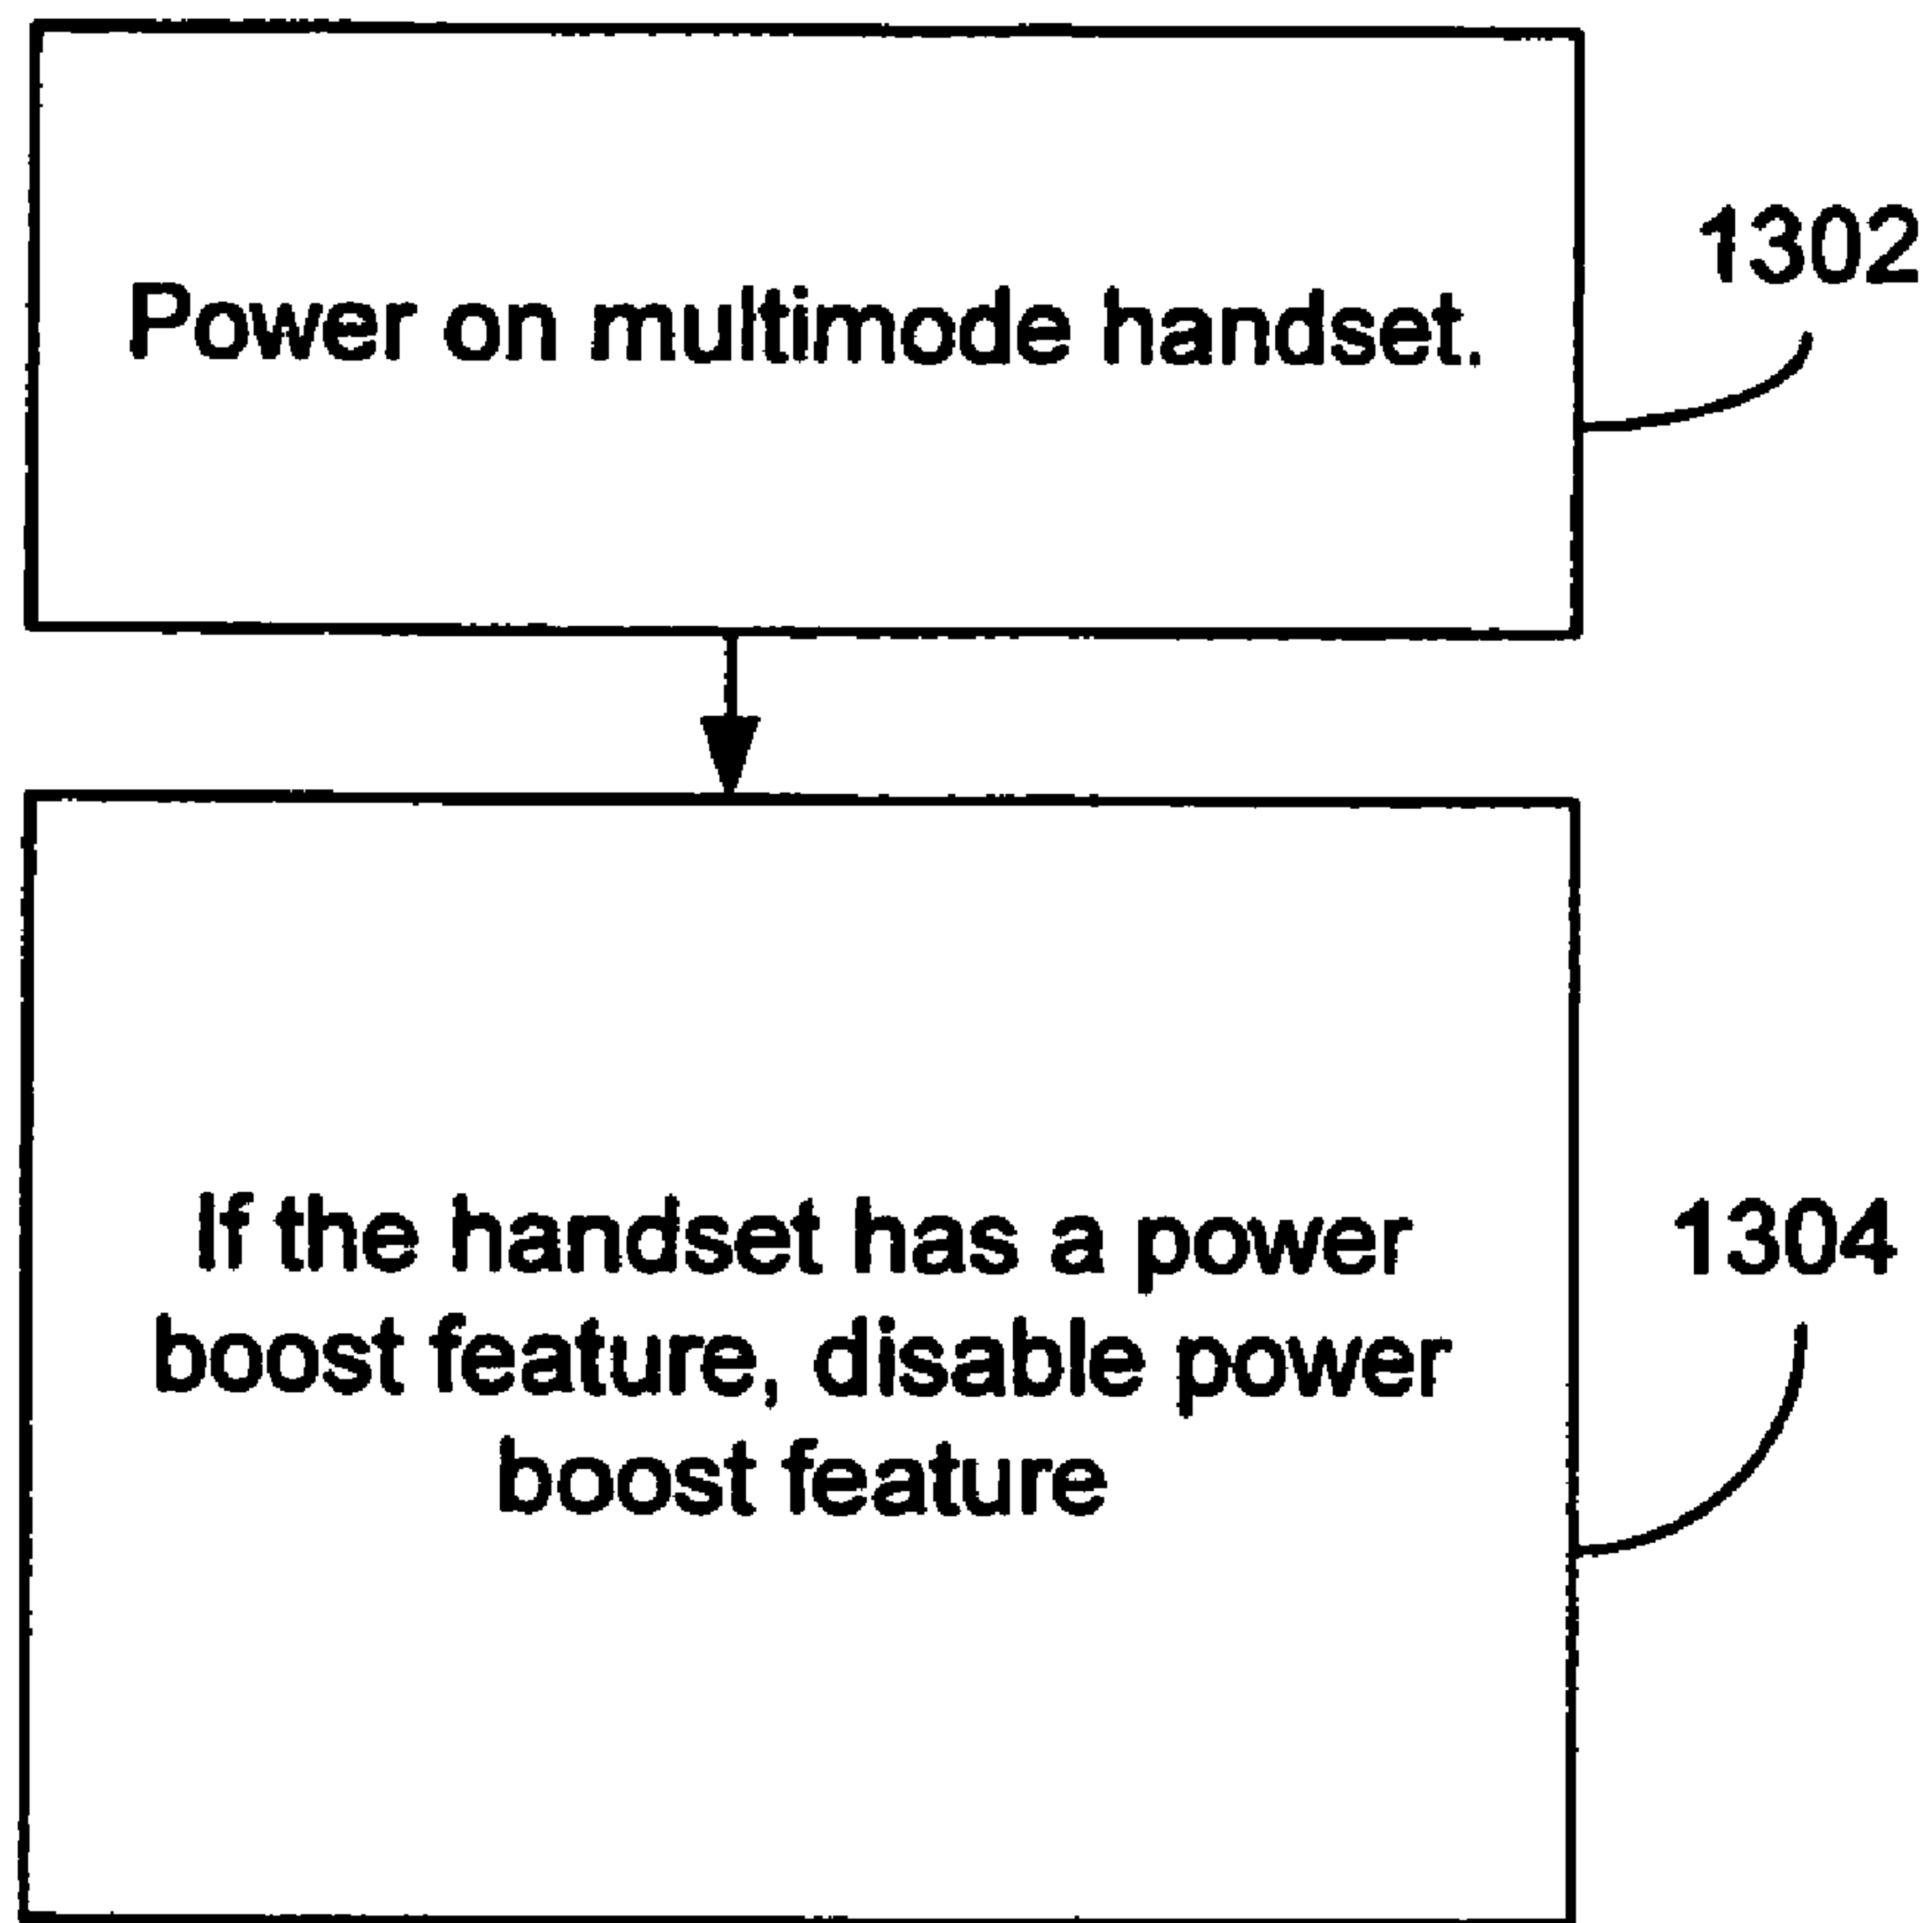 1302
Power on multimode handset.
If the handset has a power
1304
boost feature, disable power
boost feature